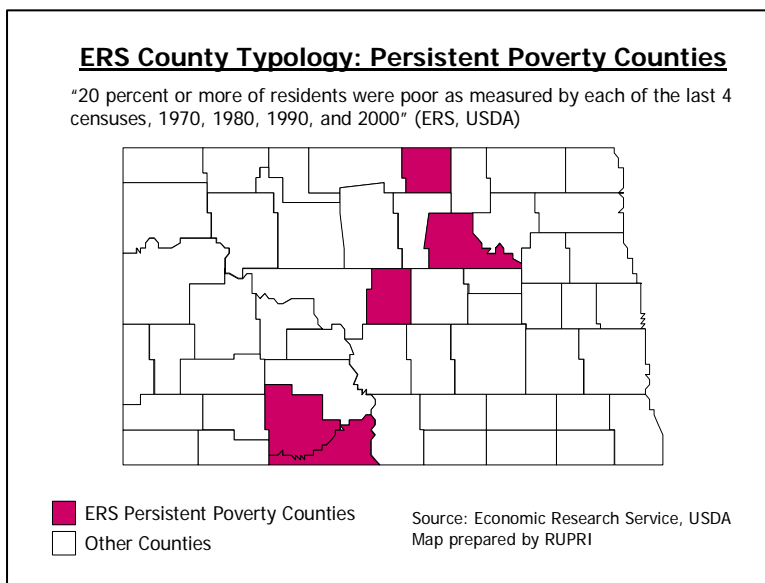 ERS County Typology: Persistent Poverty Counties
"20 percent or more of residents were poor as measured by each of the last 4
censuses, 1970, 1980, 1990, and 2000" (ERS, USDA)
ERS Persistent Poverty Counties
Other Counties
Source: Economic Research Service, USDA
Map prepared by RUPRI